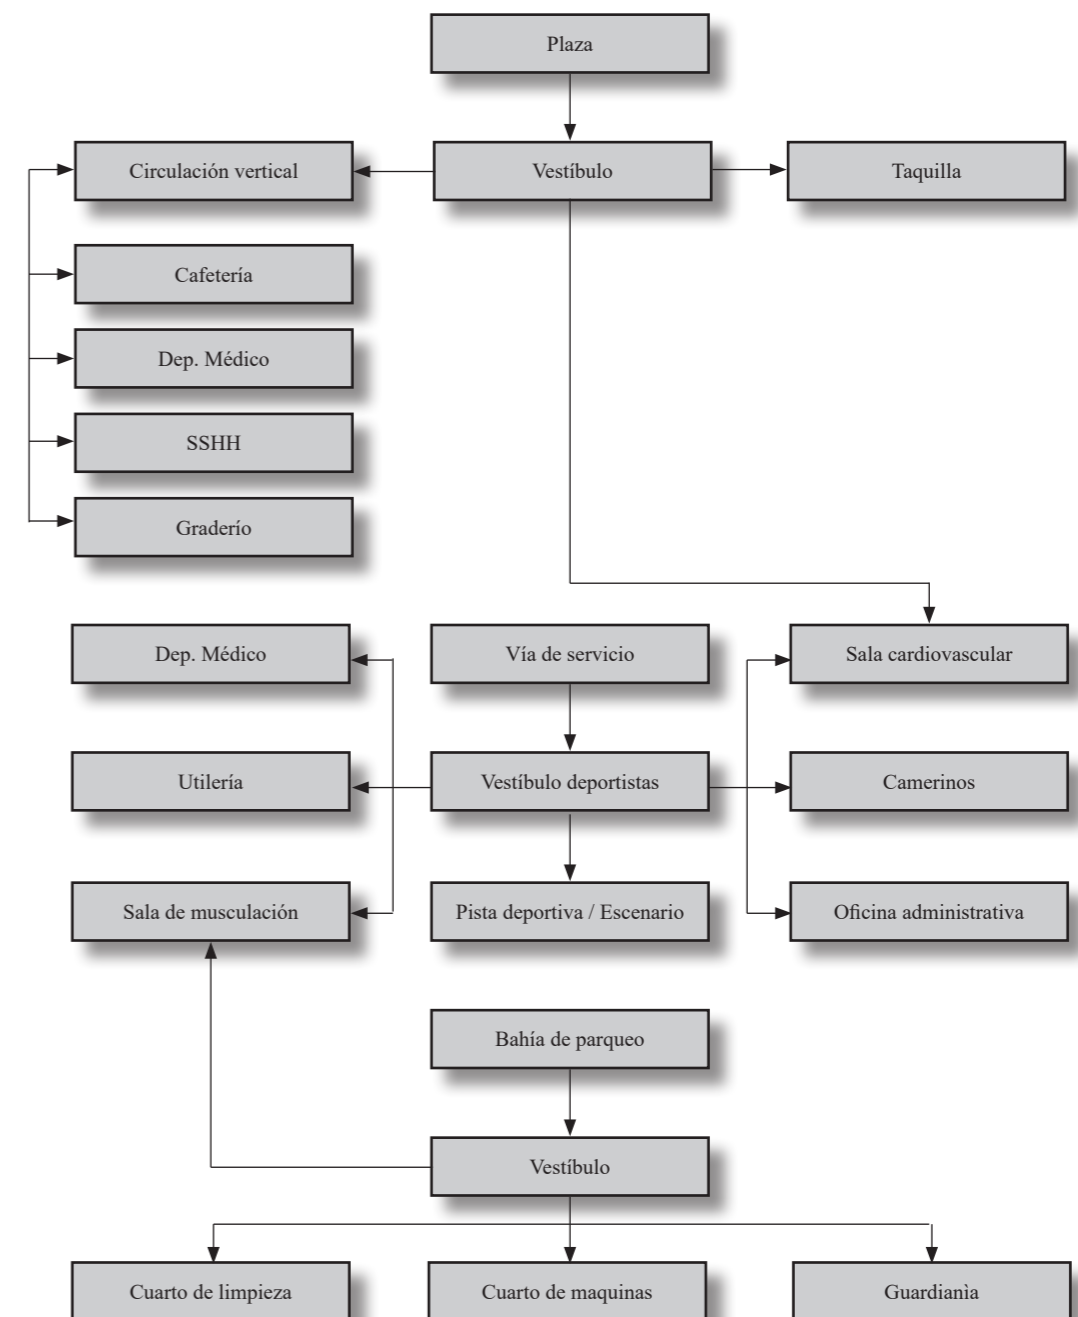 Plaza
Circulación vertical
Vestíbulo
Taquilla
Cafetería
Dep. Médico
SSHH
Graderío
Dep. Médico
Vía de servicio
Sala cardiovascular
Utilería
Vestíbulo deportistas
Camerinos
Sala de musculación
Pista deportiva / Escenario
Oficina administrativa
Bahía de parqueo
Vestíbulo
Cuarto de limpieza
Cuarto de maquinas
Guardianìa